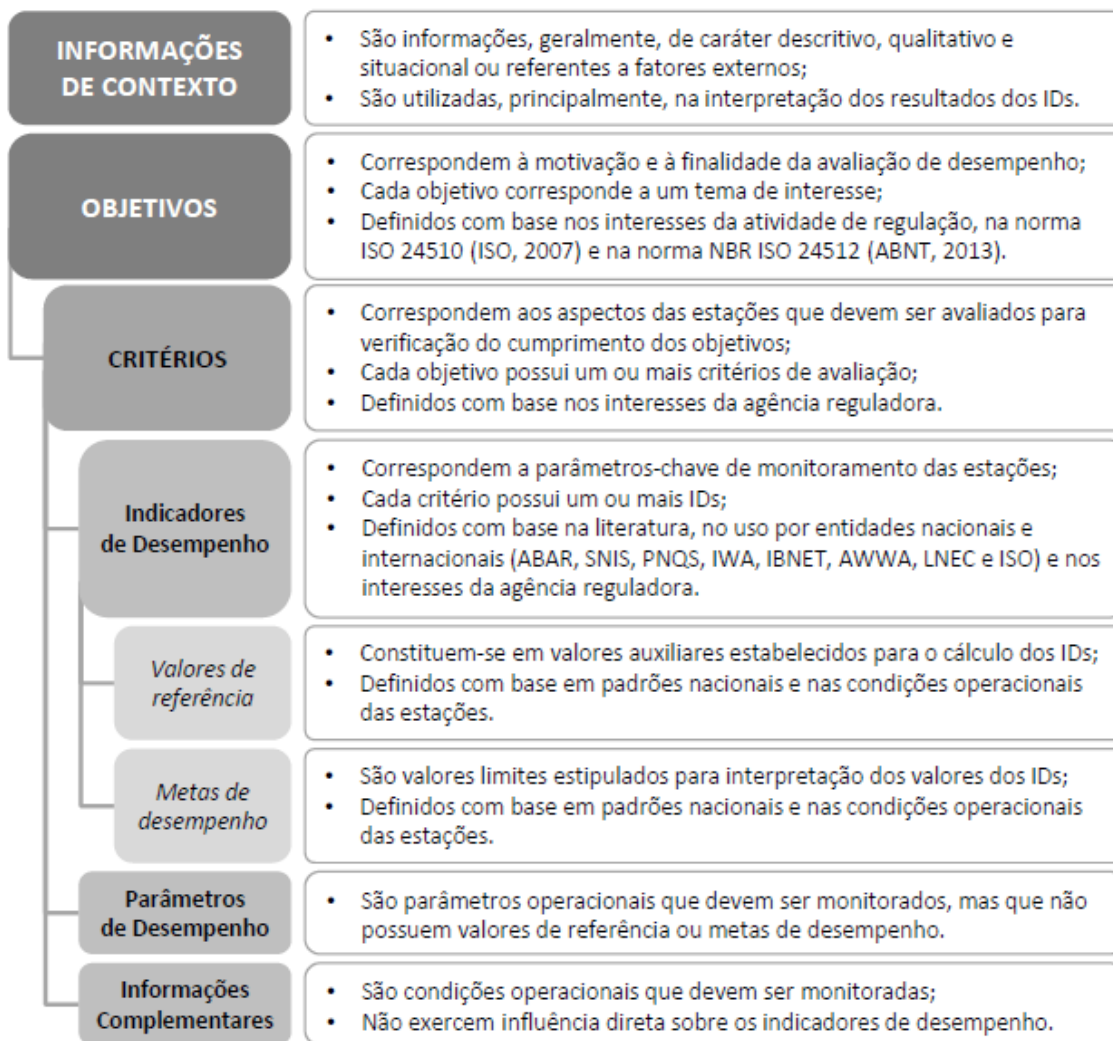 INFORMAÇÕES
DE CONTEXTO
• São informações, geralmente, de caráter descritivo, qualitativo e
situacional ou referentes a fatores externos;
• São utilizadas, principalmente, na interpretação dos resultados dos IDs.
OBJETIVOS
• Correspondem à motivação e à finalidade da avaliação de desempenho;
• Cada objetivo corresponde a um tema de interesse;
• Definidos com base nos interesses da atividade de regulação, na norma
ISO 24510 (ISO, 2007) e na norma NBR ISO 24512 (ABNT, 2013).
CRITÉRIOS
• Correspondem aos aspectos das estações que devem ser avaliados para
verificação do cumprimento dos objetivos;
• Cada objetivo possui um ou mais critérios de avaliação;
• Definidos com base nos interesses da agência reguladora.
Indicadores
de Desempenho
• Correspondem a parâmetros-chave de monitoramento das estações;
• Cada critério possui um ou mais IDs;
• Definidos com base na literatura, no uso por entidades nacionais e
internacionais (ABAR, SNIS, PNQS, IWA, IBNET, AWWA, LNEC e ISO) e nos
interesses da agência reguladora.
Valores de
referência
• Constituem-se em valores auxiliares estabelecidos para o cálculo dos IDs;
• Definidos com base em padrões nacionais e nas condições operacionais
das estações.
Metas de
desempenho
• São valores limites estipulados para interpretação dos valores dos IDs;
• Definidos com base em padrões nacionais e nas condições operacionais
das estações.
Parâmetros
de Desempenho
• São parâmetros operacionais que devem ser monitorados, mas que não
possuem valores de referência ou metas de desempenho.
Informações
Complementares
• São condições operacionais que devem ser monitoradas;
• Não exercem influência direta sobre os indicadores de desempenho.